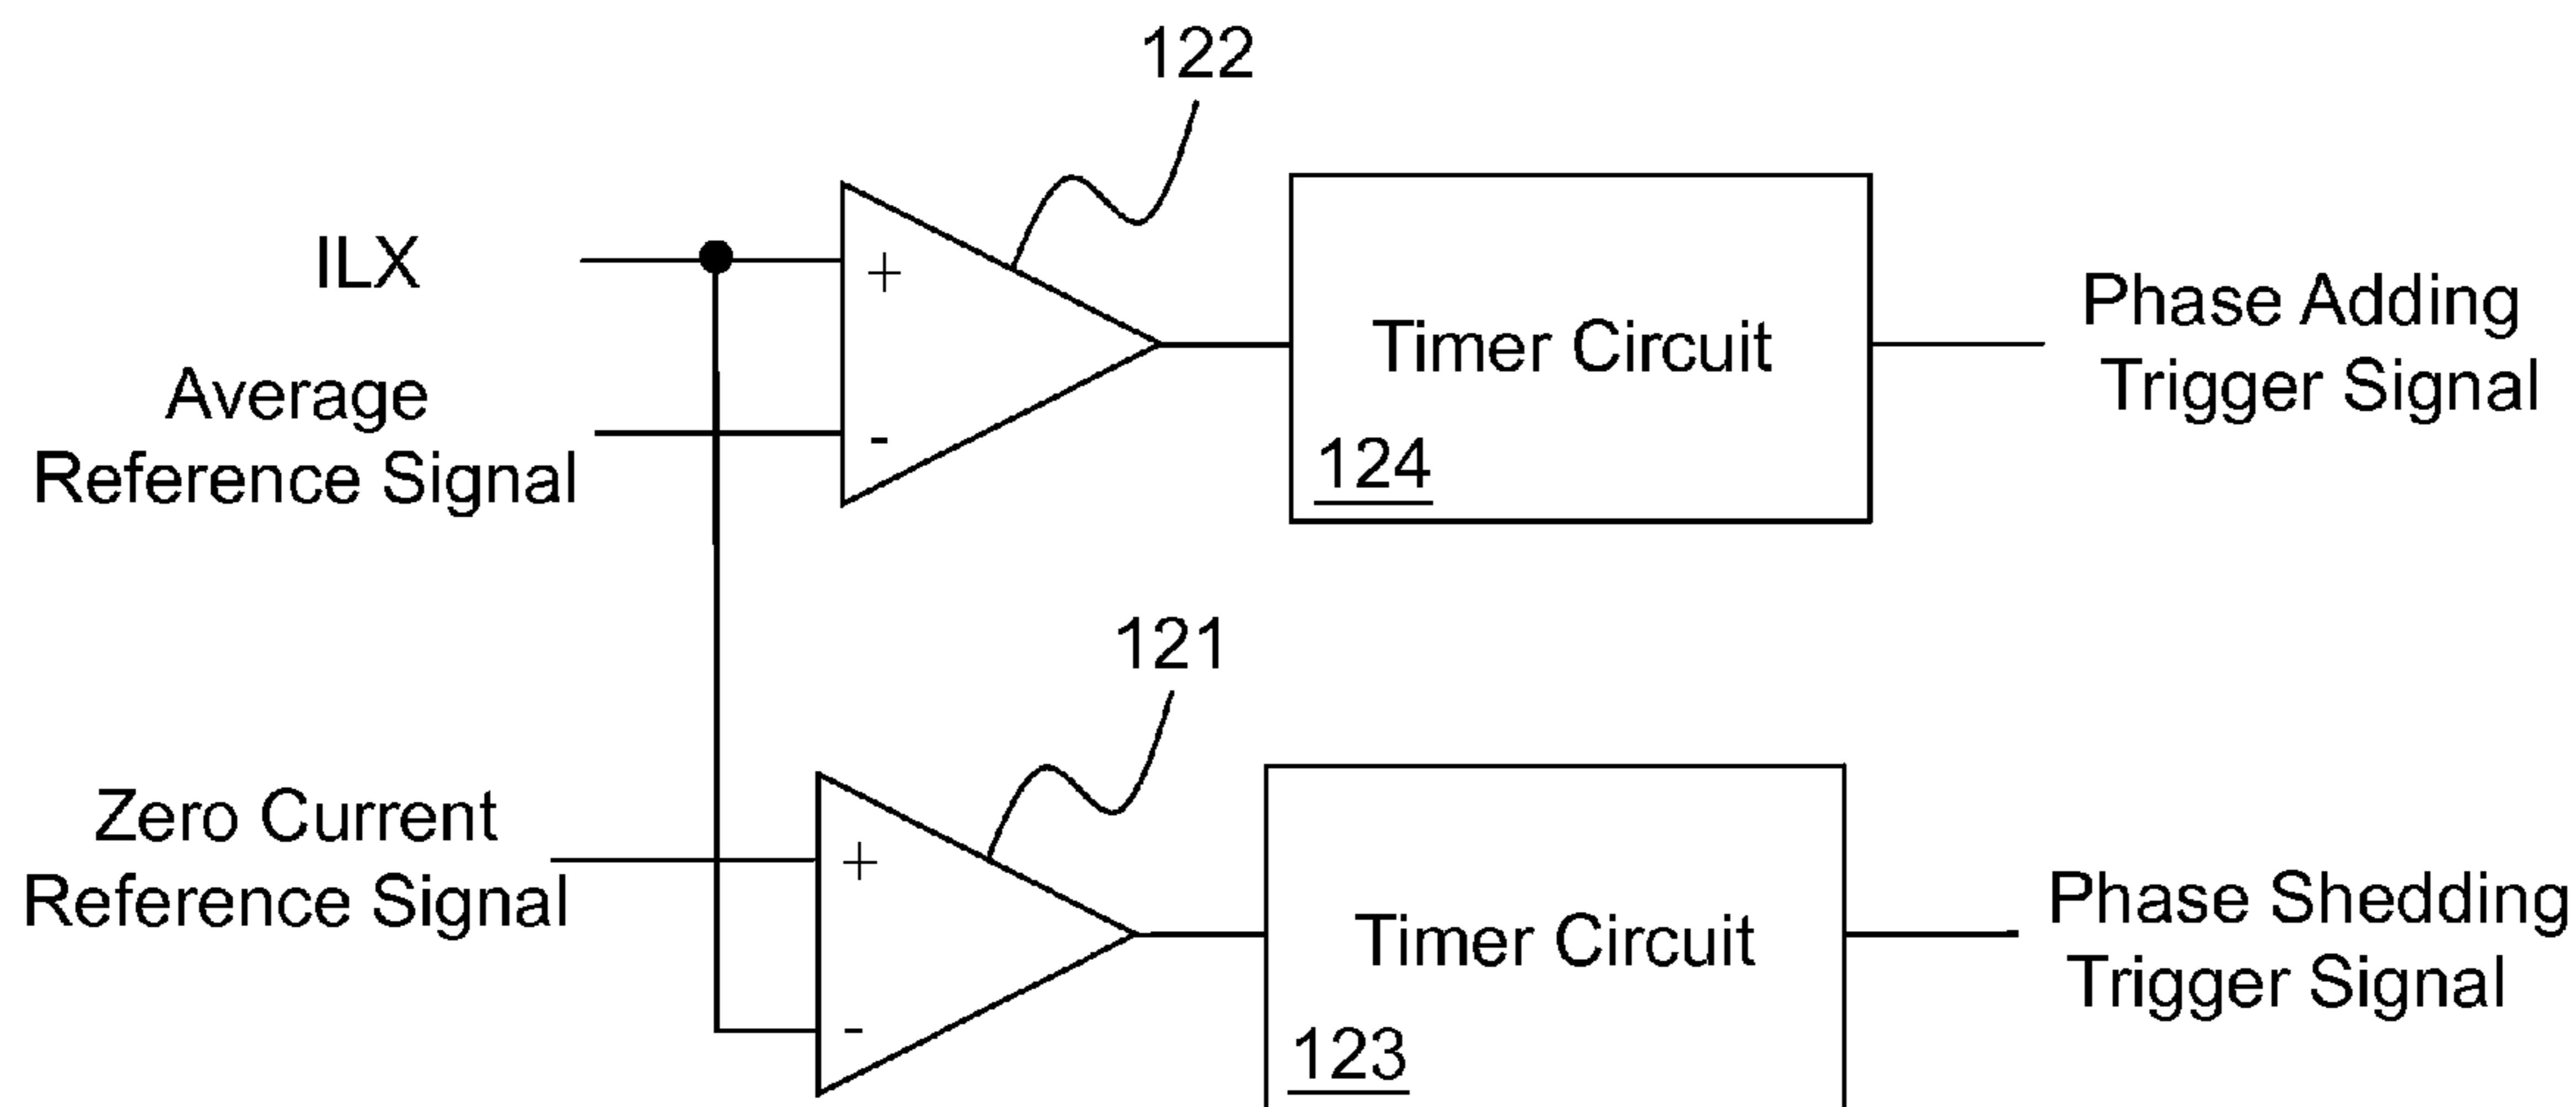 122
ILX
+
Timer Circuit
Phase Adding
Trigger Signal
Average
Reference Signal
-
124
121
Zero Current
Reference Signal
+
Timer Circuit
Phase Shedding
Trigger Signal
-
123